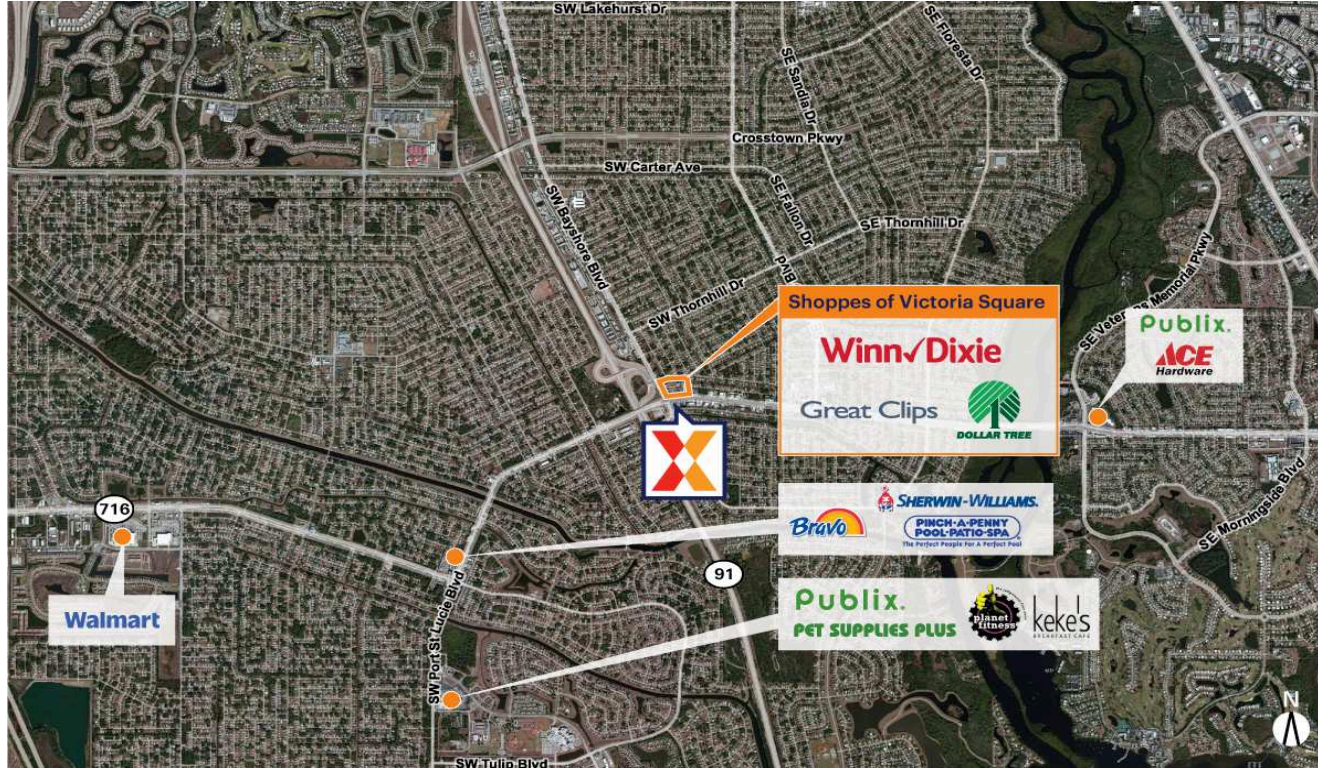 SW Lakehurst Dr
SE Floresta Dr
SE Sandia Dr
Crosstown Pkwy
SW Carter Ave
SE Fallon Dr
SW Bayshore Blvd
SE Thornhill Dr
Blvd
SW Thornhill Dr
SE Veterans Memorial Pkwy
Shoppes of Victoria Square
Winn Dixie
Great Clips
DOLLAR TREE
Publix.
ACE
Hardware
716
Walmart
SHERWIN-WILLIAMS.
Bravo
PINCH-A-PENNY
POOL-PATIO-SPA
The Perfect People For A Perfect Pool
SE Morningside Blvd
91
Publix.
PET SUPPLIES PLUS
planet
fitness
keke's
BREAKFAST CAFE
SW Port St. Lucie Blvd
SW Tulip Blvd
N